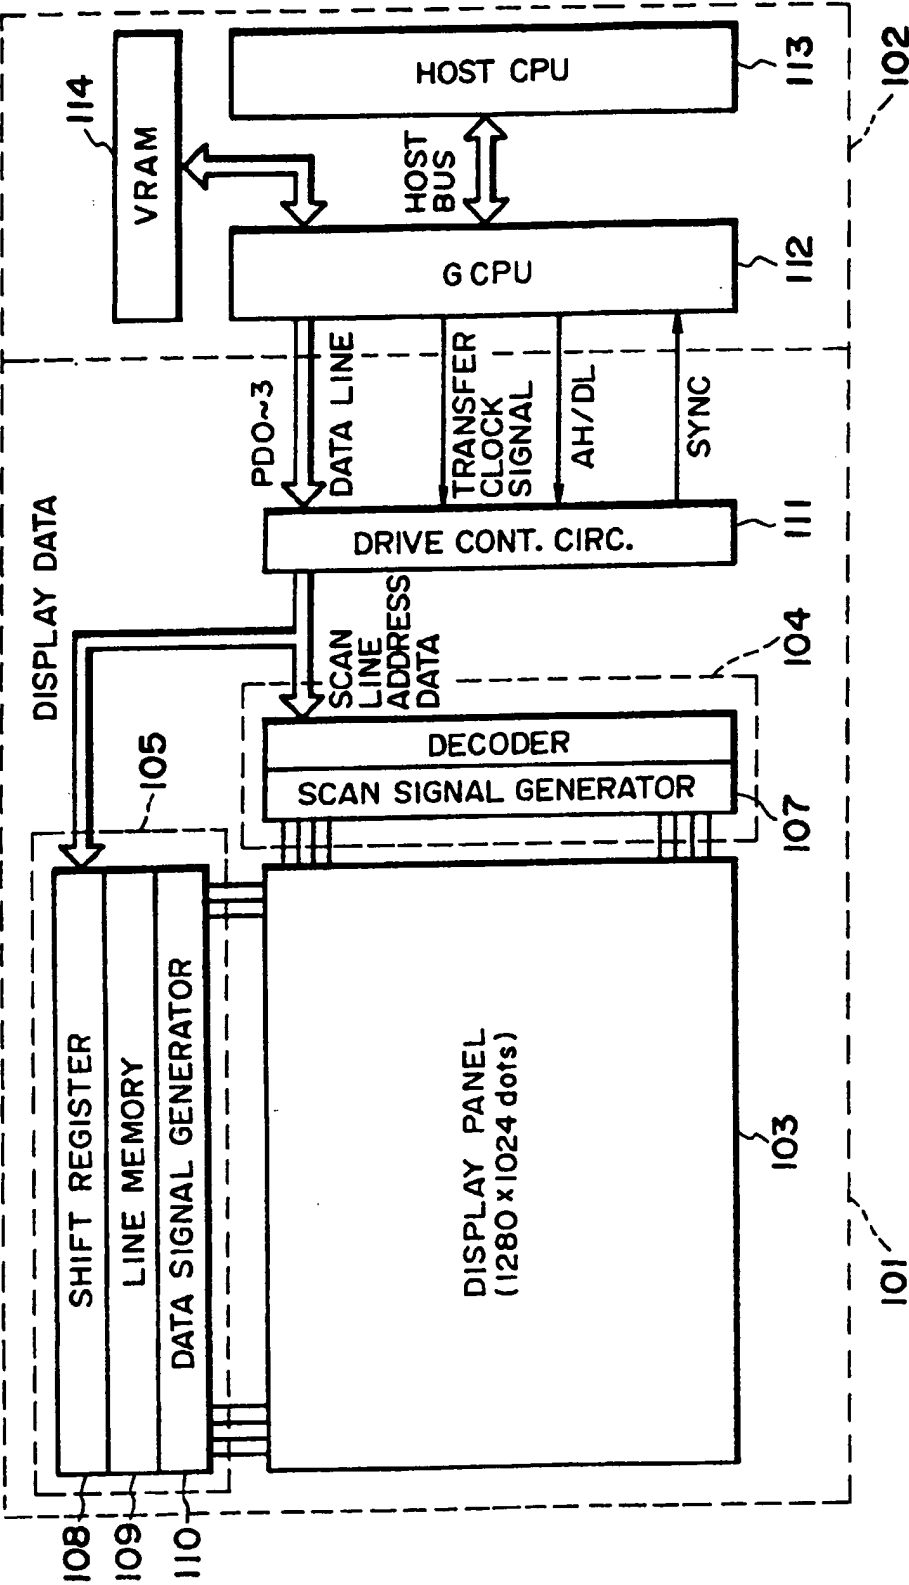 114
VRAM
HOST CPU
113
102
HOST
BUS
G CPU
112
PD0~3
DATA LINE
TRANSFER
CLOCK
SIGNAL
AH/DL
SYNC
DISPLAY DATA
DRIVE CONT. CIRC.
111
SCAN
LINE
ADDRESS
DATA
104
105
DECODER
SCAN SIGNAL GENERATOR
107
SHIFT REGISTER
LINE MEMORY
DATA SIGNAL GENERATOR
DISPLAY PANEL
(1280 x 1024 dots)
103
101
108
109
110